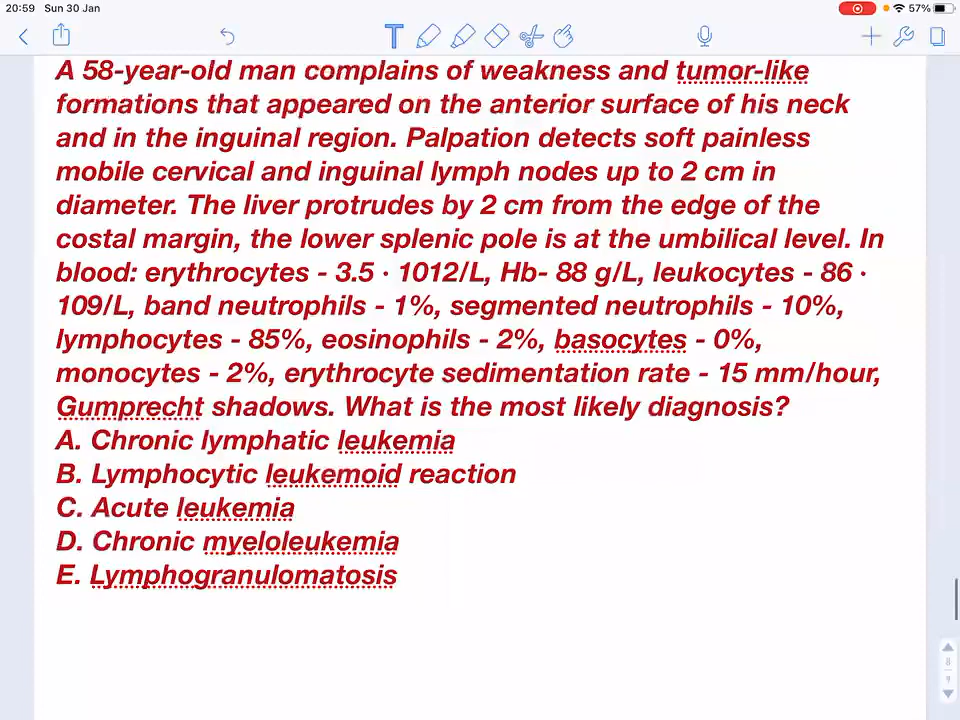 20:59 Sun 30 Jan
57%
A 58-year-old man complains of weakness and tumor-like
formations that appeared on the anterior surface of his neck
and in the inguinal region. Palpation detects soft painless
mobile cervical and inguinal lymph nodes up to 2 cm in
diameter. The liver protrudes by 2 cm from the edge of the
costal margin, the lower splenic pole is at the umbilical level. In
blood: erythrocytes - 3.5 · 1012/L, Hb- 88 g/L, leukocytes - 86 ·
109/L, band neutrophils - 1%, segmented neutrophils - 10%,
lymphocytes - 85%, eosinophils - 2%, basocytes - 0%,
monocytes - 2%, erythrocyte sedimentation rate - 15 mm/hour,
Gumprecht shadows. What is the most likely diagnosis?
A. Chronic lymphatic leukemia
B. Lymphocytic leukemoid reaction
C. Acute leukemia
D. Chronic myeloleukemia
E. Lymphogranulomatosis
8
9